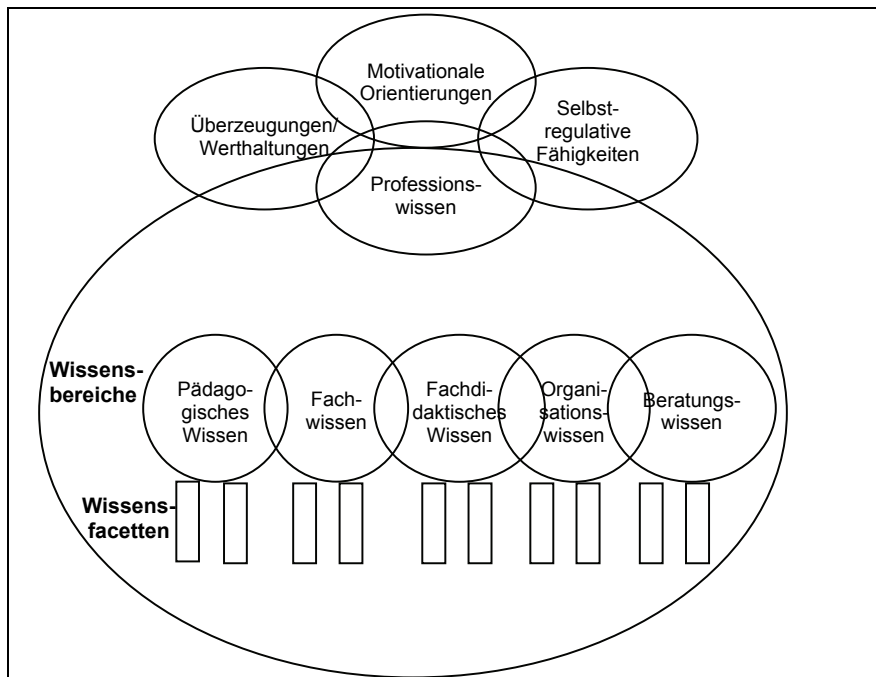 Motivationale
Orientierungen
Überzeugungen/
Werthaltungen
Selbst-
regulative
Fähigkeiten
Professions-
wissen
Wissens-
bereiche
Pädago-
gisches
Wissen
Fach-
wissen
Fachdi-
daktisches
Wissen
Organi-
sations-
wissen
Beratungs-
wissen
Wissens-
facetten